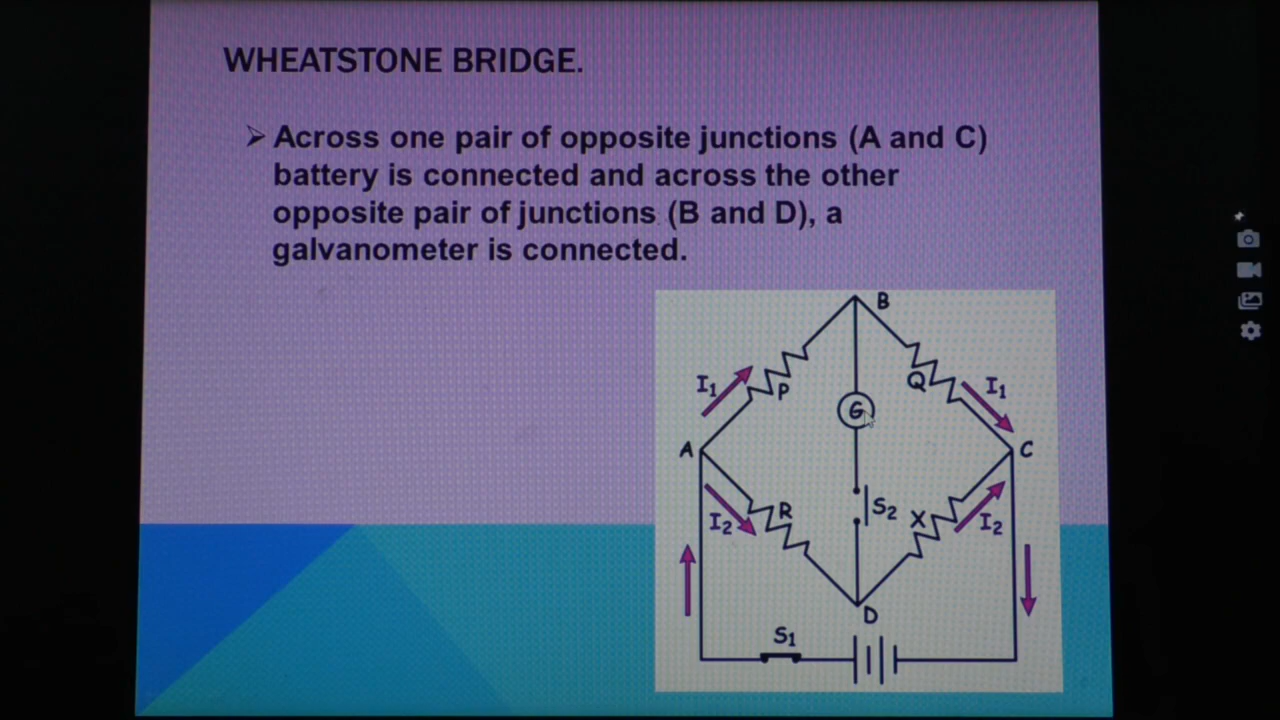 WHEATSTONE BRIDGE.
➢ Across one pair of opposite junctions (A and C)
battery is connected and across the other
opposite pair of junctions (B and D), a
galvanometer is connected.
B
I₁
P
Q
I₁
G
A
C
R
S₂
X
I₂
I₂
D
S₁